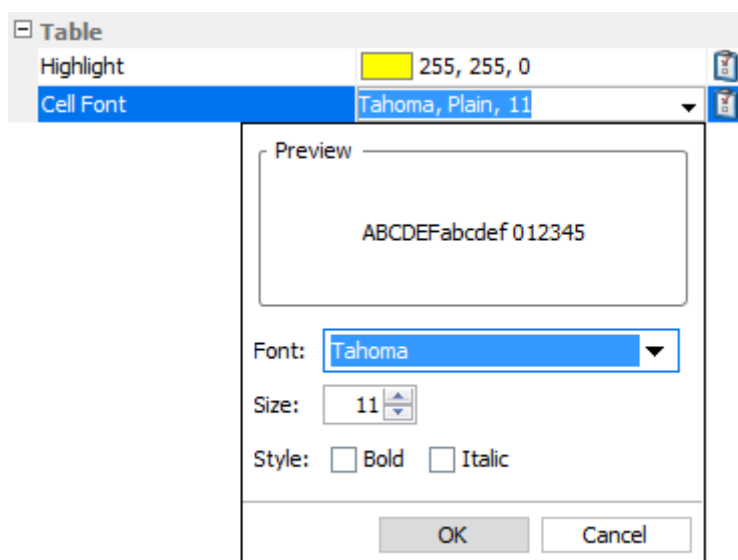 Table
Highlight 255, 255, 0
Cell Font Tahoma, Plain, 11
Preview
ABCDEFabcdef 012345
Font: Tahoma
Size: 11
Style: Bold Italic
OK Cancel